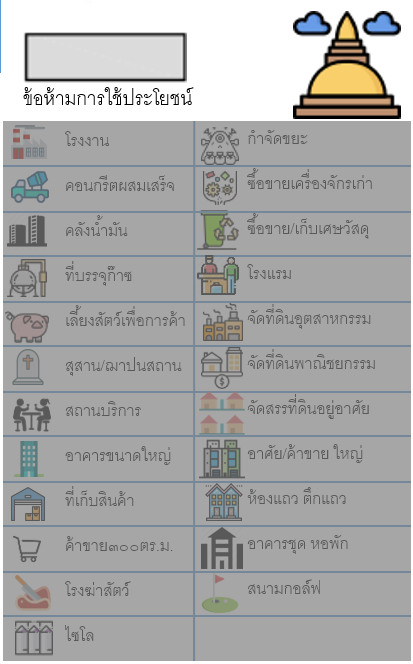 ข้อห้ามการใช้ประโยชน์
โรงงาน
กำจัดขยะ
คอนกรีตผสมเสร็จ
ซื้อขายเครื่องจักรเก่า
คลังน้ำมัน
ซื้อขาย/เก็บเศษวัสดุ
ที่บรรจุก๊าซ
โรงแรม
เลี้ยงสัตว์เพื่อการค้า
จัดที่ดินอุตสาหกรรม
สุสาน/ฌาปนสถาน
จัดที่ดินพาณิชยกรรม
สถานบริการ
จัดสรรที่ดินอยู่อาศัย
อาคารขนาดใหญ่
อาศัย/ค้าขาย ใหญ่
ที่เก็บสินค้า
ห้องแถว ตึกแถว
ค้าขาย๓๐๐ตร.ม.
อาคารชุด หอพัก
โรงฆ่าสัตว์
สนามกอล์ฟ
ไซโล